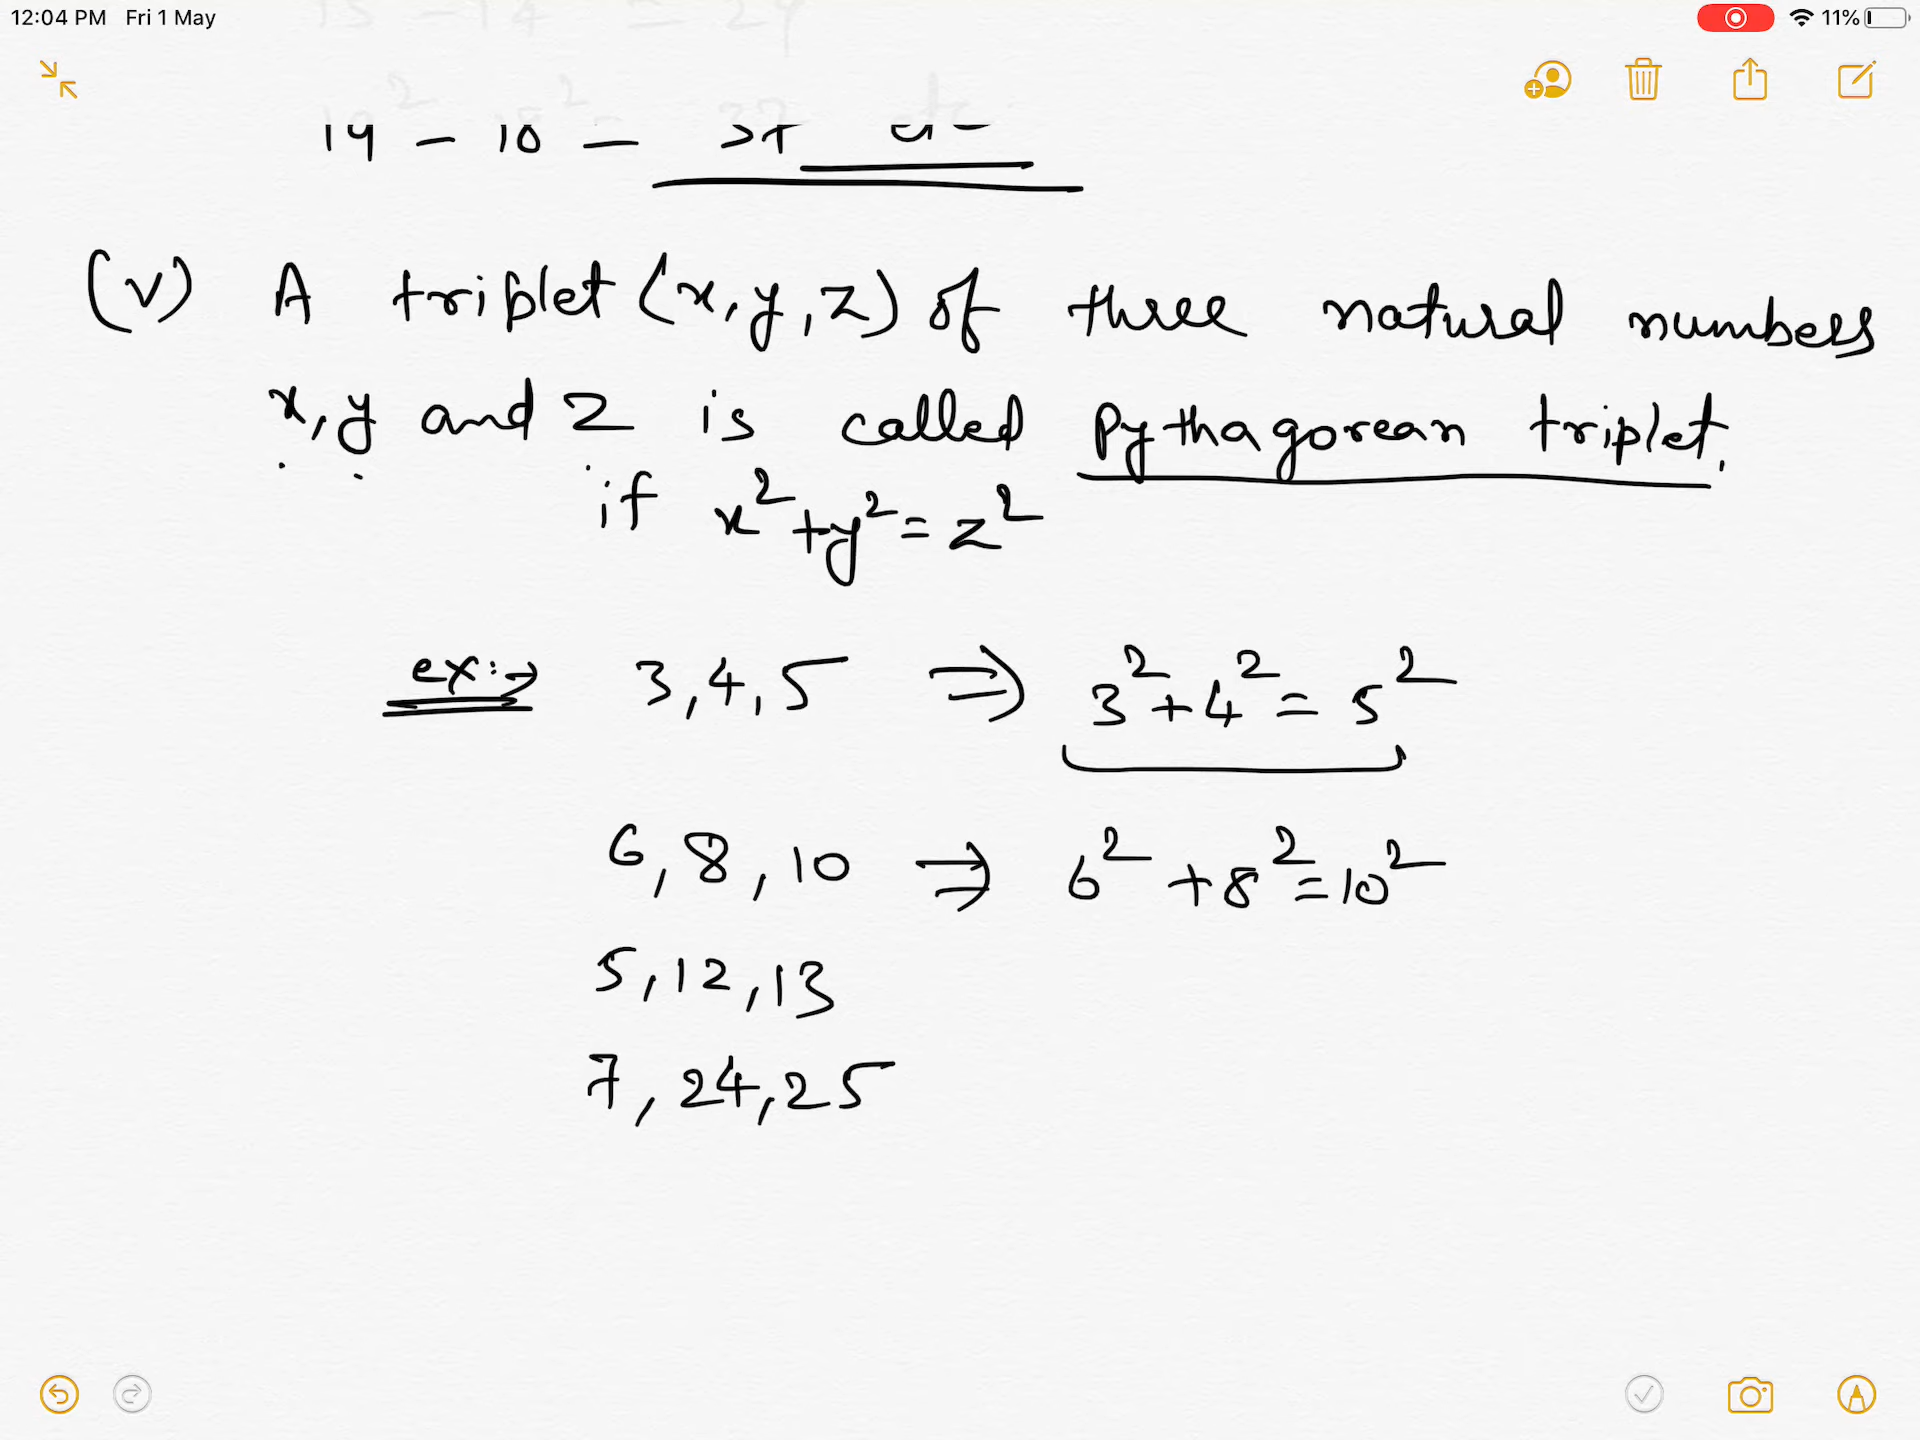 12:04 PM Fri 1 May 11%
(v) A triplet (x,y,z) of three natural numbers
x,y and z is called Pythagorean triplet,
if x²+y²=z²
ex:→ 3,4,5 ⇒ 3²+4²=5²
6,8,10 ⇒ 6²+8²=10²
5,12,13
7,24,25